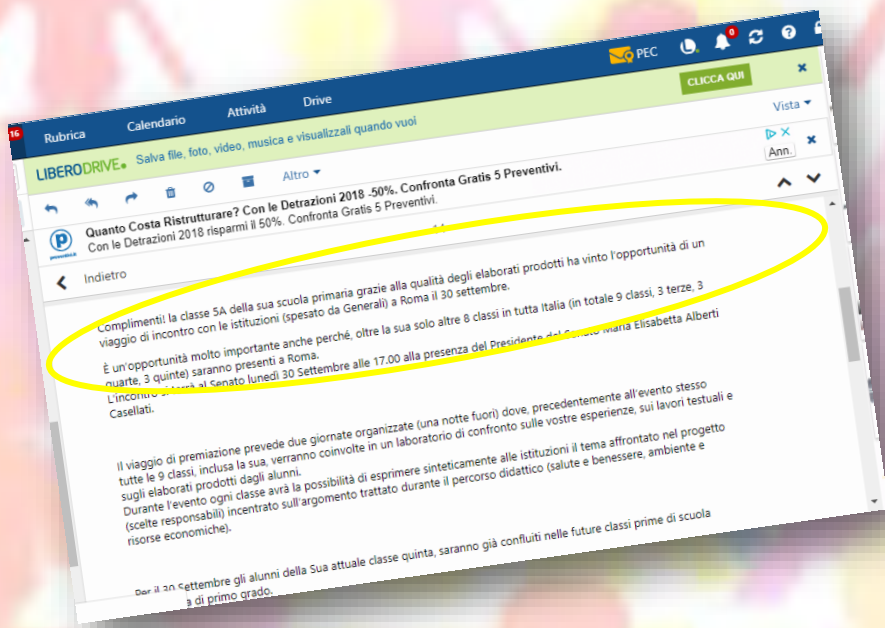 16 Rubrica Calendario Attività Drive PEC L 0 ?
LIBERODRIVE. Salva file, foto, video, musica e visualizzali quando vuoi CLICCA QUI
Altro Vista
Quanto Costa Ristrutturare? Con le Detrazioni 2018 -50%. Confronta Gratis 5 Preventivi. Ann.
Con le Detrazioni 2018 risparmi il 50%. Confronta Gratis 5 Preventivi.
Indietro
Complimenti! la classe 5A della sua scuola primaria grazie alla qualità degli elaborati prodotti ha vinto l'opportunità di un
viaggio di incontro con le istituzioni (spesato da Generali) a Roma il 30 settembre.
È un'opportunità molto importante anche perché, oltre la sua solo altre 8 classi in tutta Italia (in totale 9 classi, 3 terze, 3
quarte, 3 quinte) saranno presenti a Roma.
L'incontro si terrà al Senato lunedì 30 Settembre alle 17.00 alla presenza del Presidente del Senato Maria Elisabetta Alberti
Casellati.
Il viaggio di premiazione prevede due giornate organizzate (una notte fuori) dove, precedentemente all'evento stesso
tutte le 9 classi, inclusa la sua, verranno coinvolte in un laboratorio di confronto sulle vostre esperienze, sui lavori testuali e
sugli elaborati prodotti dagli alunni.
Durante l'evento ogni classe avrà la possibilità di esprimere sinteticamente alle istituzioni il tema affrontato nel progetto
(scelte responsabili) incentrato sull'argomento trattato durante il percorso didattico (salute e benessere, ambiente e
risorse economiche).
Per il 30 Settembre gli alunni della Sua attuale classe quinta, saranno già confluiti nelle future classi prime di scuola
a di primo grado.